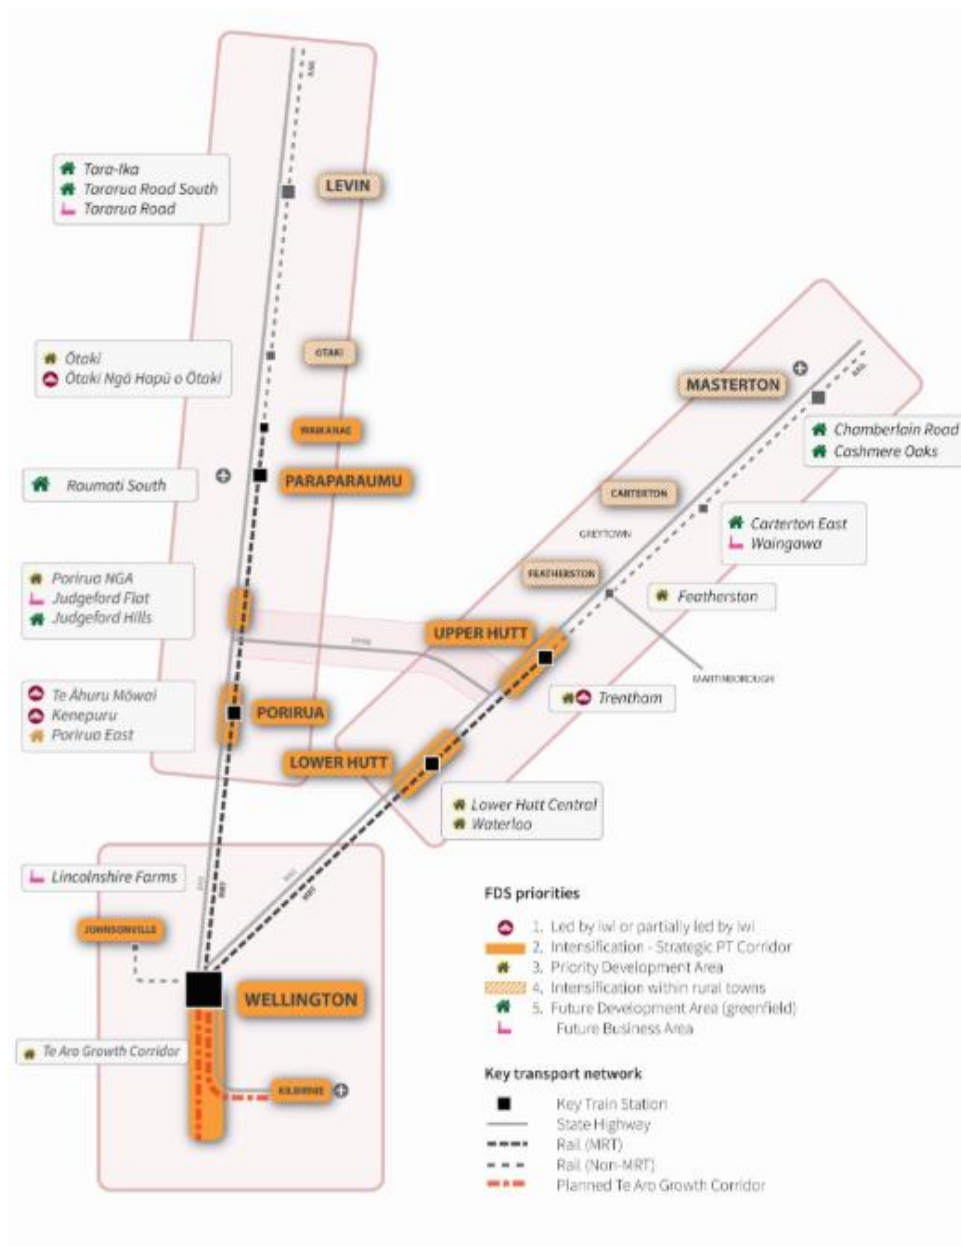 RAIL
Tara-Ika
Tararua Road South
Tararua Road
LEVIN
Ōtaki
Ōtaki Ngā Hapū o Ōtaki
ŌTAKI
WAIKANAE
Raumati South
PARAPARAUMU
Porirua NGA
Judgeford Flat
Judgeford Hills
Te Āhuru Mōwai
Kenepuru
Porirua East
PORIRUA
RAIL
MASTERTON
Chamberlain Road
Cashmere Oaks
CARTERTON
GREYTOWN
Carterton East
Waingawa
FEATHERSTON
Featherston
UPPER HUTT
MARTINBOROUGH
Trentham
LOWER HUTT
Lower Hutt Central
Waterloo
Lincolnshire Farms
MRT
MRT
JOHNSONVILLE
WELLINGTON
Te Aro Growth Corridor
KILBIRNIE
FDS priorities
1. Led by iwi or partially led by iwi
2. Intensification - Strategic PT Corridor
3. Priority Development Area
4. Intensification within rural towns
5. Future Development Area (greenfield)
Future Business Area
Key transport network
Key Train Station
State Highway
Rail (MRT)
Rail (Non-MRT)
Planned Te Aro Growth Corridor